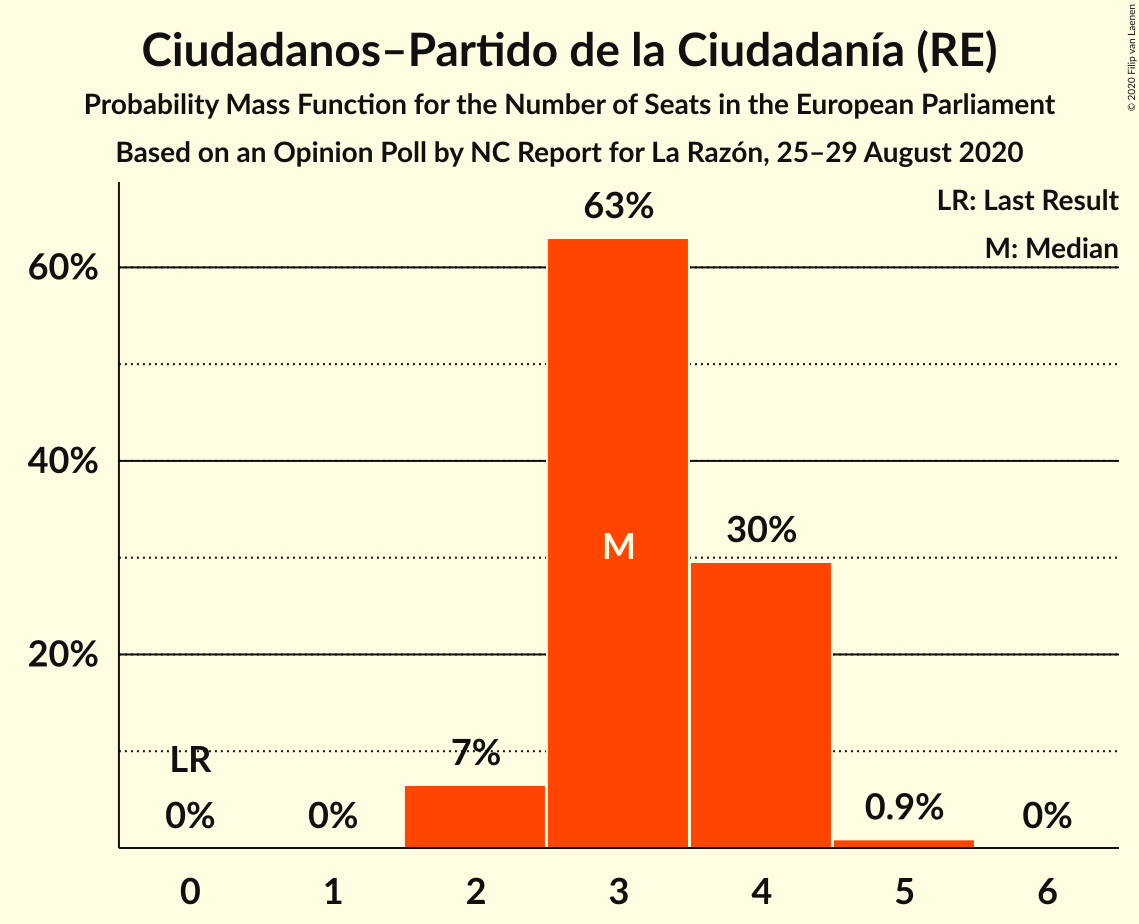 Ciudadanos–Partido de la Ciudadanía (RE)
Probability Mass Function for the Number of Seats in the European Parliament
Based on an Opinion Poll by NC Report for La Razón, 25–29 August 2020
© 2020 Filip van Laenen
LR: Last Result
M: Median
63%
60%
40%
30%
M
20%
7%
LR
0%
0%
0.9%
0%
0 1 2 3 4 5 6